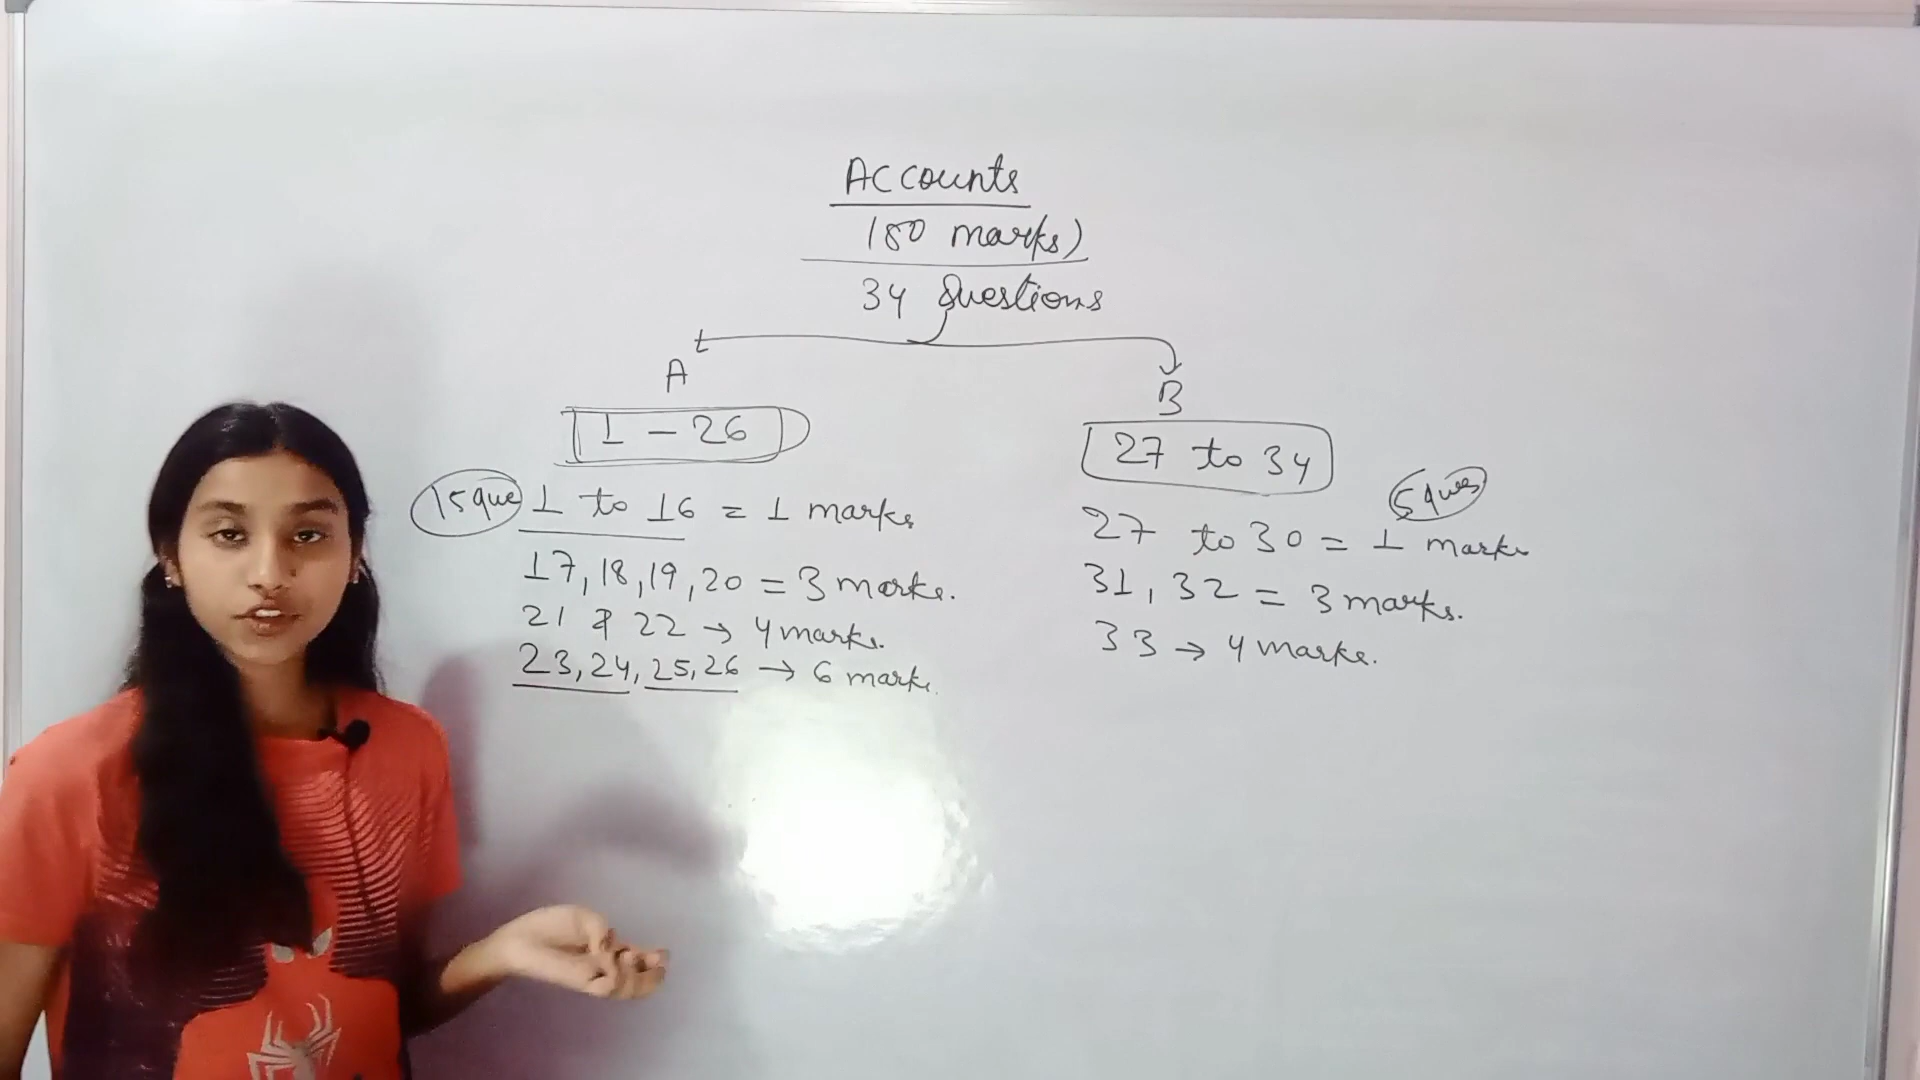 Accounts
(80 marks)
34 Questions
A
1 - 26
15 que 1 to 16 = 1 marks
17, 18, 19, 20 = 3 marks.
21 & 22 → 4 marks.
23, 24, 25, 26 → 6 marks.
B
27 to 34
5 ques
27 to 30 = 1 marks
31, 32 = 3 marks.
33 → 4 marks.